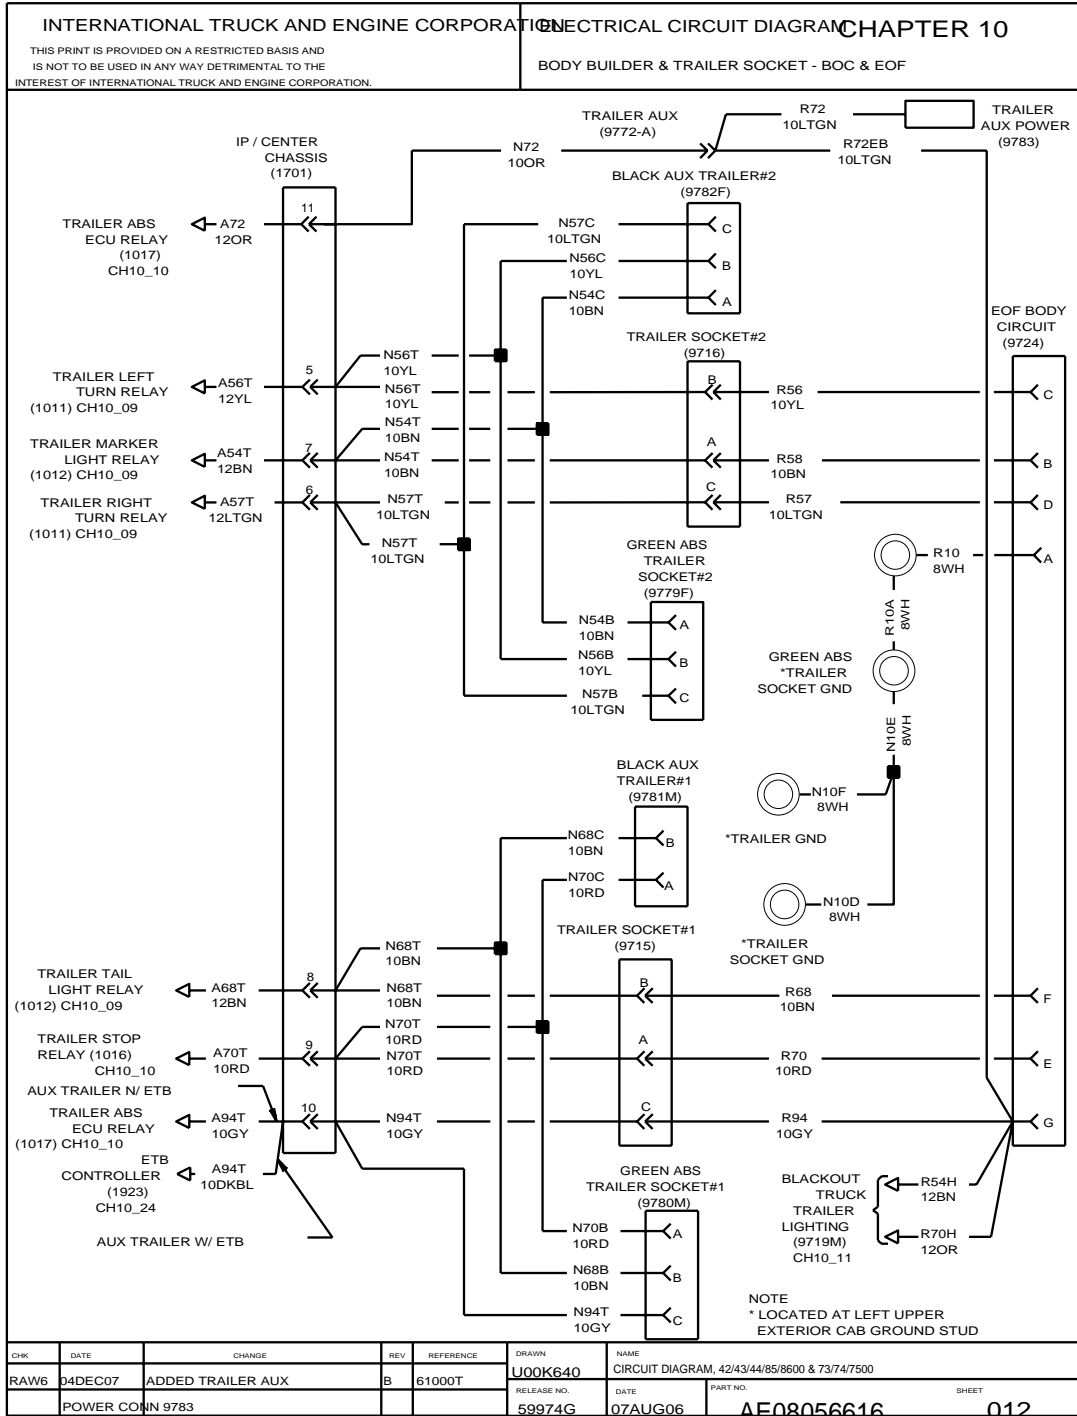 INTERNATIONAL TRUCK AND ENGINE CORPORATION
ELECTRICAL CIRCUIT DIAGRAM
CHAPTER 10
THIS PRINT IS PROVIDED ON A RESTRICTED BASIS AND
IS NOT TO BE USED IN ANY WAY DETRIMENTAL TO THE
INTEREST OF INTERNATIONAL TRUCK AND ENGINE CORPORATION.
BODY BUILDER & TRAILER SOCKET - BOC & EOF
TRAILER AUX
(9772-A)
R72
10LTGN
TRAILER
AUX POWER
(9783)
IP / CENTER
CHASSIS
(1701)
N72
10OR
R72EB
10LTGN
BLACK AUX TRAILER#2
(9782F)
TRAILER ABS
ECU RELAY
(1017)
CH10_10
A72
12OR
11
N57C
10LTGN
C
N56C
10YL
B
N54C
10BN
A
EOF BODY
CIRCUIT
(9724)
TRAILER SOCKET#2
(9716)
N56T
10YL
TRAILER LEFT
TURN RELAY
(1011) CH10_09
A56T
12YL
5
N56T
10YL
B
R56
10YL
C
N54T
10BN
TRAILER MARKER
LIGHT RELAY
(1012) CH10_09
A54T
12BN
7
N54T
10BN
A
R58
10BN
B
TRAILER RIGHT
TURN RELAY
(1011) CH10_09
A57T
12LTGN
6
N57T
10LTGN
C
R57
10LTGN
D
N57T
10LTGN
GREEN ABS
TRAILER
SOCKET#2
(9779F)
R10
8WH
A
R10A
8WH
N54B
10BN
A
N56B
10YL
B
N57B
10LTGN
C
GREEN ABS
*TRAILER
SOCKET GND
N10E
8WH
BLACK AUX
TRAILER#1
(9781M)
N10F
8WH
*TRAILER GND
N68C
10BN
B
N70C
10RD
A
N10D
8WH
*TRAILER
SOCKET GND
TRAILER SOCKET#1
(9715)
N68T
10BN
TRAILER TAIL
LIGHT RELAY
(1012) CH10_09
A68T
12BN
8
N68T
10BN
B
R68
10BN
F
N70T
10RD
TRAILER STOP
RELAY (1016)
CH10_10
A70T
10RD
9
N70T
10RD
A
R70
10RD
E
AUX TRAILER N/ ETB
TRAILER ABS
ECU RELAY
(1017) CH10_10
A94T
10GY
10
N94T
10GY
C
R94
10GY
G
ETB
CONTROLLER
(1923)
CH10_24
A94T
10DKBL
AUX TRAILER W/ ETB
GREEN ABS
TRAILER SOCKET#1
(9780M)
BLACKOUT
TRUCK
TRAILER
LIGHTING
(9719M)
CH10_11
R54H
12BN
R70H
12OR
N70B
10RD
A
N68B
10BN
B
N94T
10GY
C
NOTE
* LOCATED AT LEFT UPPER
EXTERIOR CAB GROUND STUD
CHK
DATE
CHANGE
REV
REFERENCE
DRAWN
NAME
RAW6
04DEC07
ADDED TRAILER AUX
B
61000T
U00K640
CIRCUIT DIAGRAM, 42/43/44/85/8600 & 73/74/7500
POWER CONN 9783
RELEASE NO.
DATE
PART NO.
SHEET
59974G
07AUG06
AE08056616
012